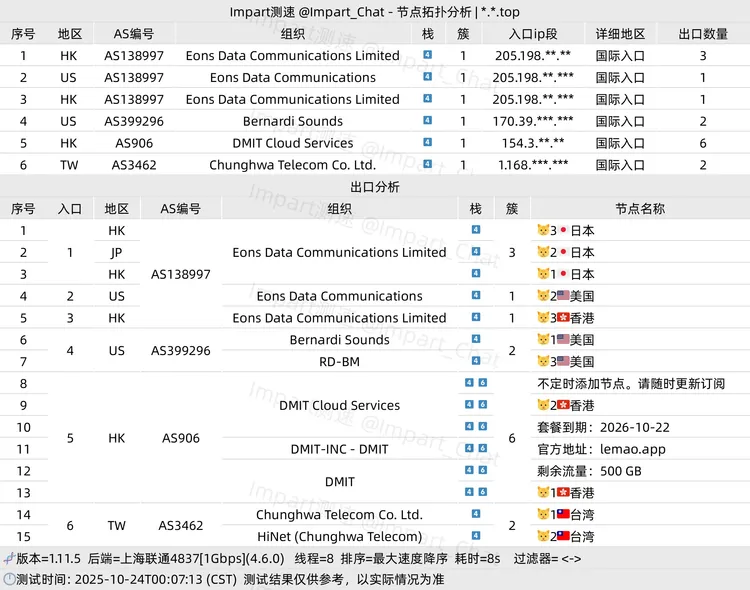 Impart测速 @Impart_Chat - 节点拓扑分析 | *.*.top
序号 地区 AS编号 组织 栈 簇 入口ip段 详细地区 出口数量
1 HK AS138997 Eons Data Communications Limited 4 1 205.198.**.** 国际入口 3
2 US AS138997 Eons Data Communications 4 1 205.198.**.*** 国际入口 1
3 HK AS138997 Eons Data Communications Limited 4 1 205.198.**.*** 国际入口 1
4 US AS399296 Bernardi Sounds 4 1 170.39.***.*** 国际入口 2
5 HK AS906 DMIT Cloud Services 4 1 154.3.**.** 国际入口 6
6 TW AS3462 Chunghwa Telecom Co. Ltd. 4 1 1.168.***.*** 国际入口 2
出口分析
序号 入口 地区 AS编号 组织 栈 簇 节点名称
1 HK 4 🐱3🇯🇵日本
2 1 JP AS138997 Eons Data Communications Limited 4 3 🐱2🇯🇵日本
3 HK 4 🐱1🇯🇵日本
4 2 US Eons Data Communications 4 1 🐱2🇺🇸美国
5 3 HK Eons Data Communications Limited 4 1 🐱3🇭🇰香港
6 4 US AS399296 Bernardi Sounds 4 2 🐱1🇺🇸美国
7 RD-BM 4 🐱3🇺🇸美国
8 4 6 不定时添加节点。请随时更新订阅
9 DMIT Cloud Services 4 6 🐱2🇭🇰香港
10 5 HK AS906 4 6 6 套餐到期：2026-10-22
11 DMIT-INC - DMIT 4 6 官方地址：lemao.app
12 DMIT 4 6 剩余流量：500 GB
13 4 6 🐱1🇭🇰香港
14 6 TW AS3462 Chunghwa Telecom Co. Ltd. 4 2 🐱1🇹🇼台湾
15 HiNet (Chunghwa Telecom) 4 🐱2🇹🇼台湾
版本=1.11.5 后端=上海联通4837[1Gbps](4.6.0) 线程=8 排序=最大速度降序 耗时=8s 过滤器= <->
测试时间: 2025-10-24T00:07:13 (CST) 测试结果仅供参考，以实际情况为准